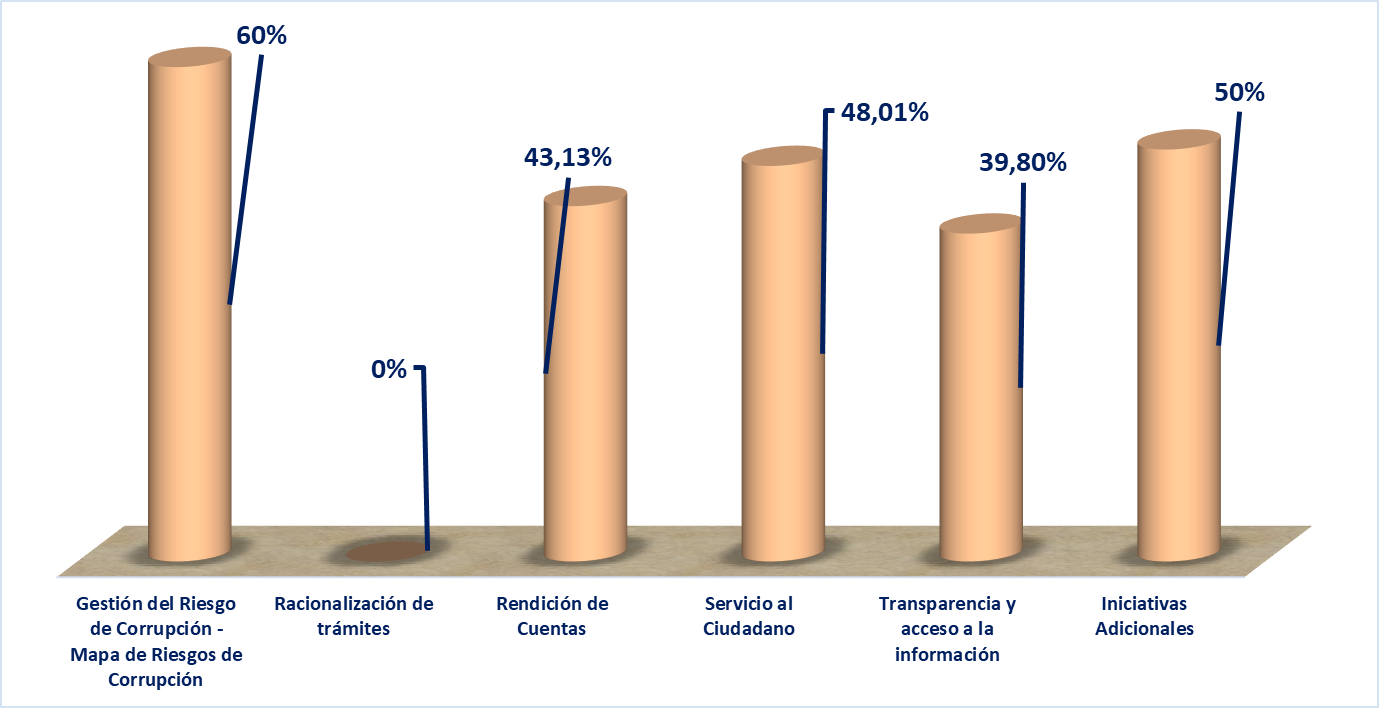 60%
0%
43,13%
48,01%
39,80%
50%
Gestión del Riesgo
de Corrupción -
Mapa de Riesgos de
Corrupción
Racionalización de
trámites
Rendición de
Cuentas
Servicio al
Ciudadano
Transparencia y
acceso a la
información
Iniciativas
Adicionales